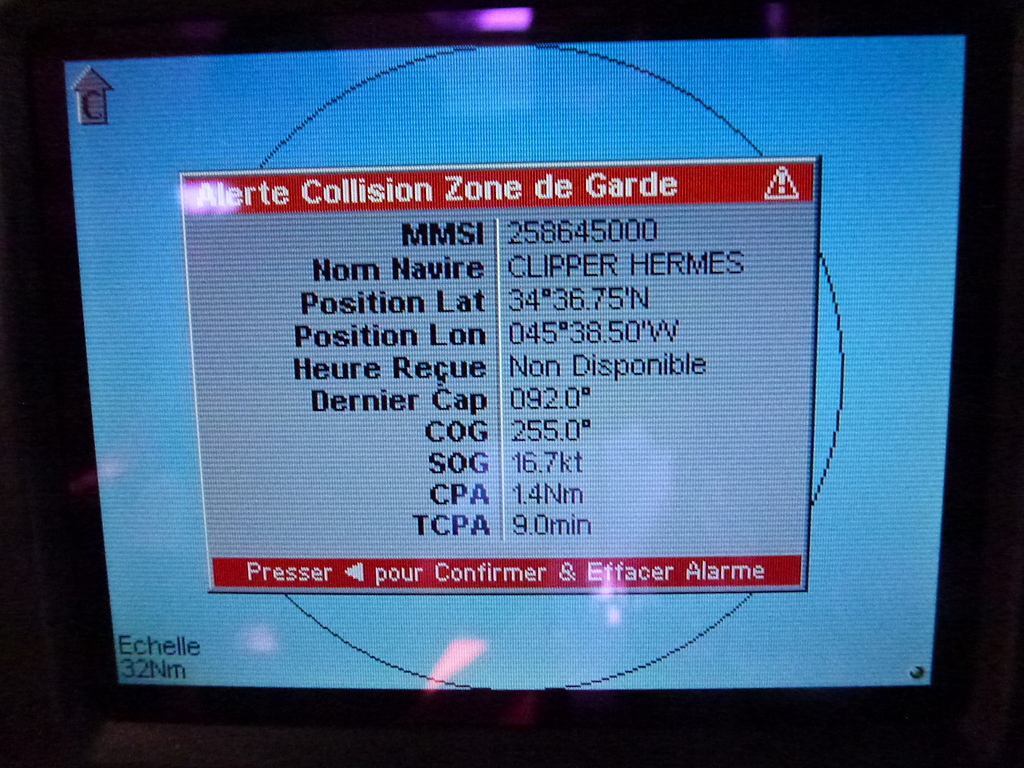 C
Alerte Collision Zone de Garde
MMSI 258645000
Nom Navire CLIPPER HERMES
Position Lat 34°36.75'N
Position Lon 045°38.50'W
Heure Reçue Non Disponible
Dernier Cap 092.0°
COG 255.0°
SOG 16.7kt
CPA 1.4Nm
TCPA 9.0min
Presser ◄ pour Confirmer & Effacer Alarme
Echelle
32Nm